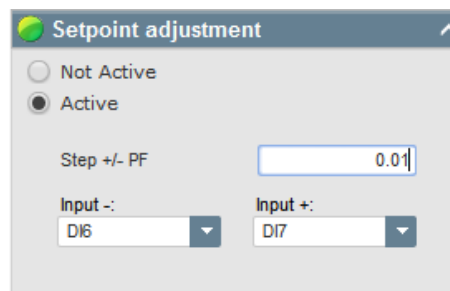 Setpoint adjustment
Not Active
Active
Step +/- PF 0.01
Input -: Input +:
DI6 DI7